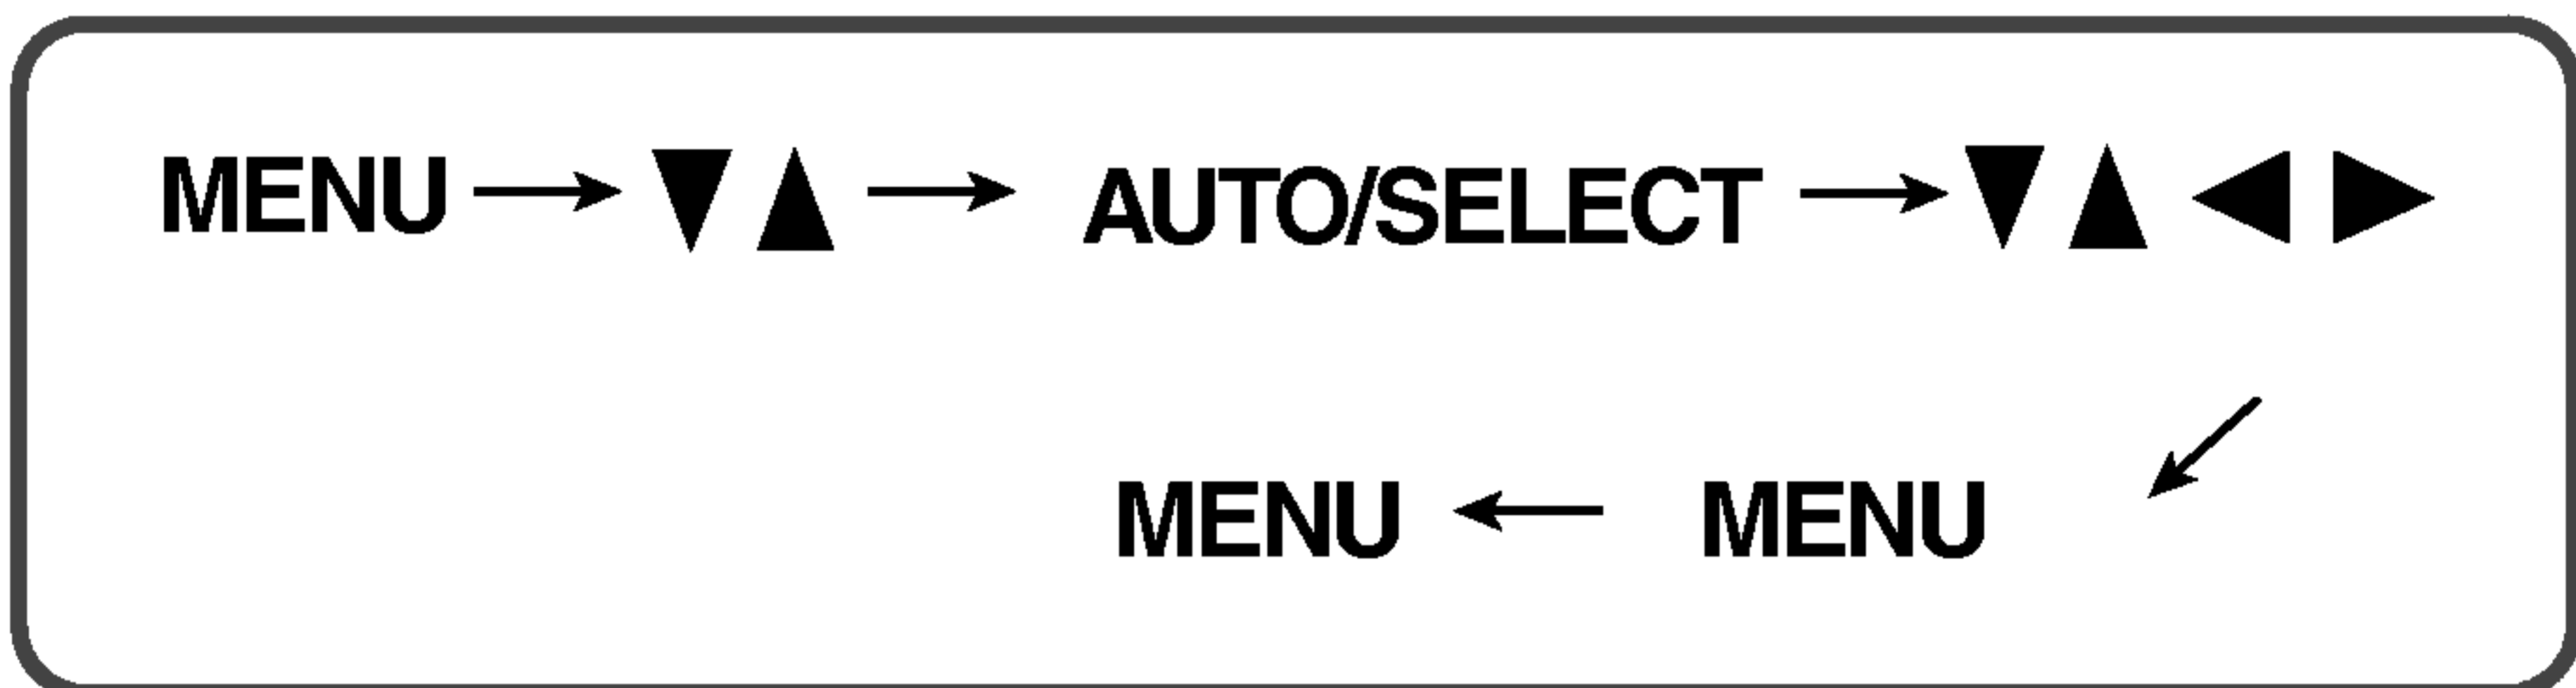 MENU → ▼▲ → AUTO/SELECT → ▼▲◀▶
MENU ← MENU